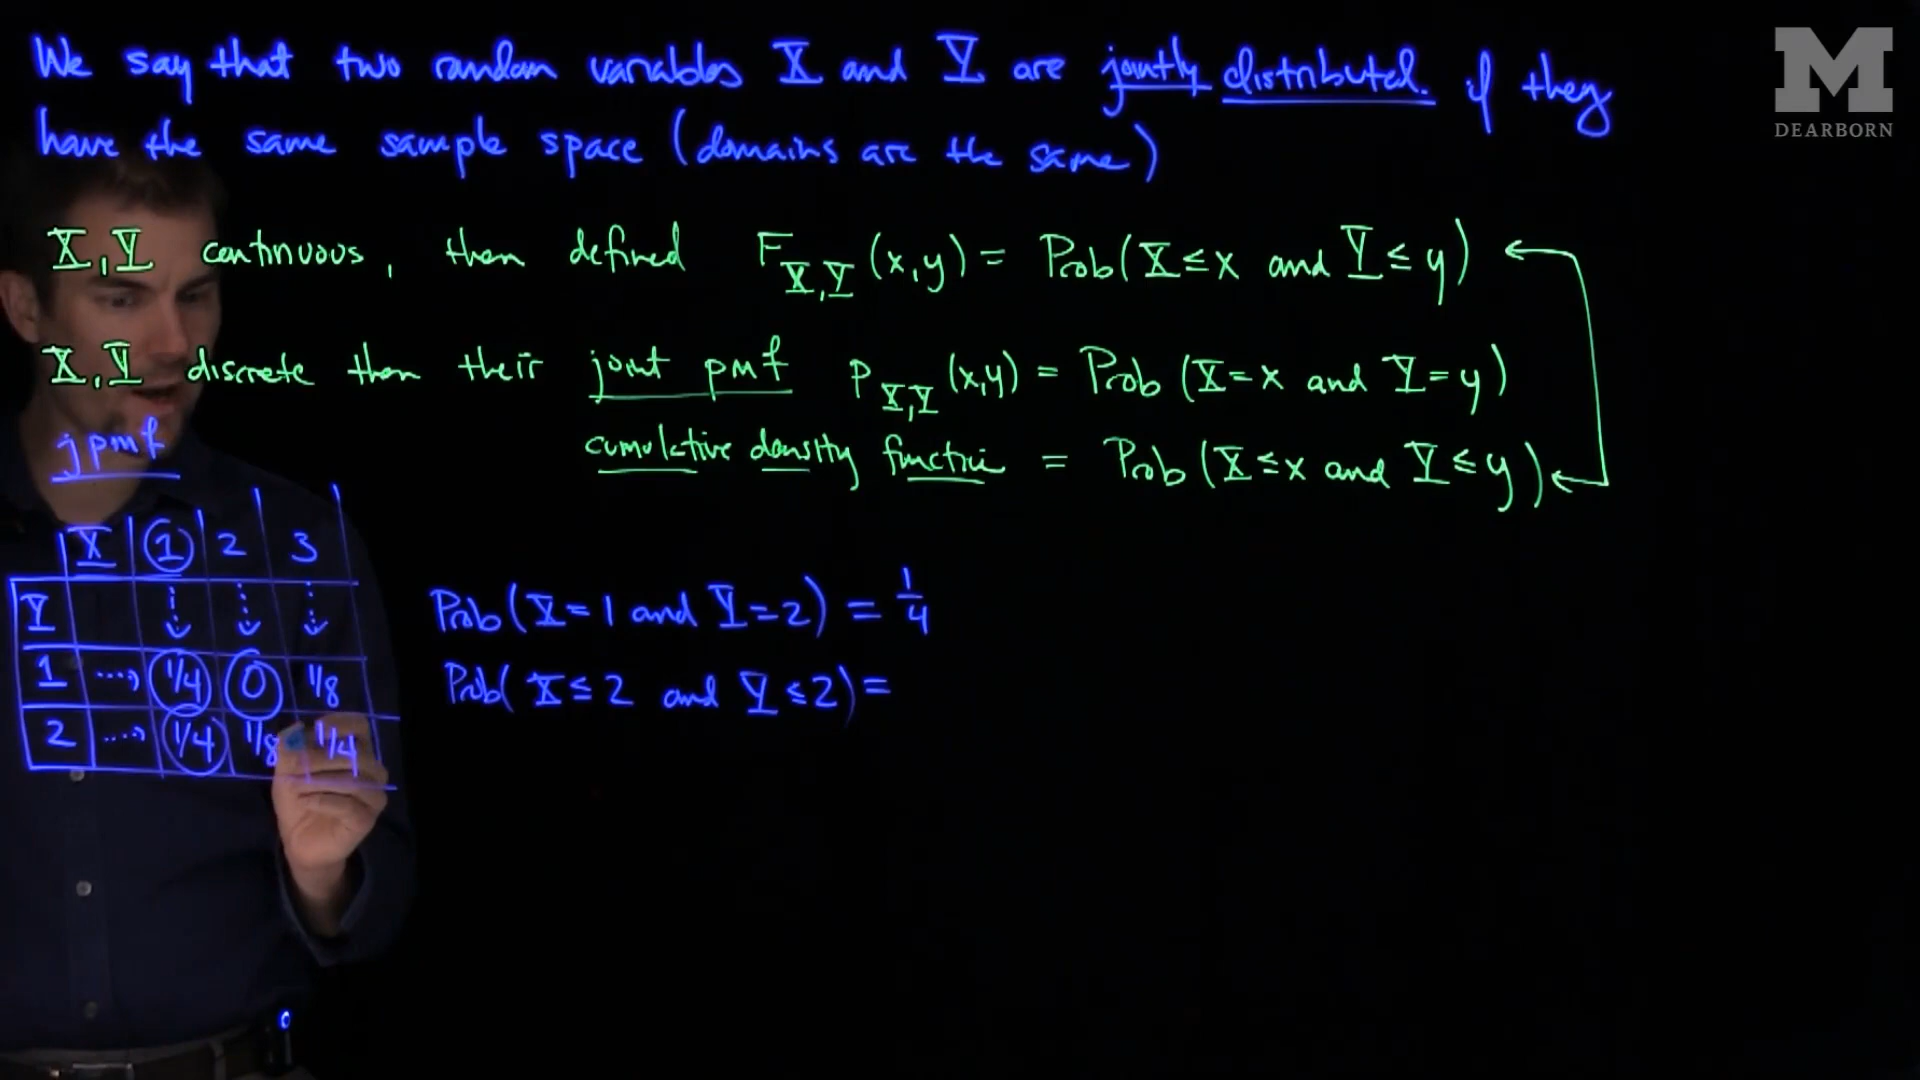 We say that two random variables X and Y are jointly distributed. if they
have the same sample space (domains are the same)
M
DEARBORN
X,Y continuous, then defined F_X,Y (x,y) = Prob(X≤x and Y≤y)
X,Y discrete then their joint pmf P_X,Y (x,y) = Prob (X=x and Y=y)
cumulative density function = Prob (X≤x and Y≤y)
jpmf
X 1 2 3
Y
1 ...> 1/4 0 1/8
2 ...> 1/4 1/8 1/4
Prob(X=1 and Y=2) = 1/4
Prob( X≤2 and Y≤2) =